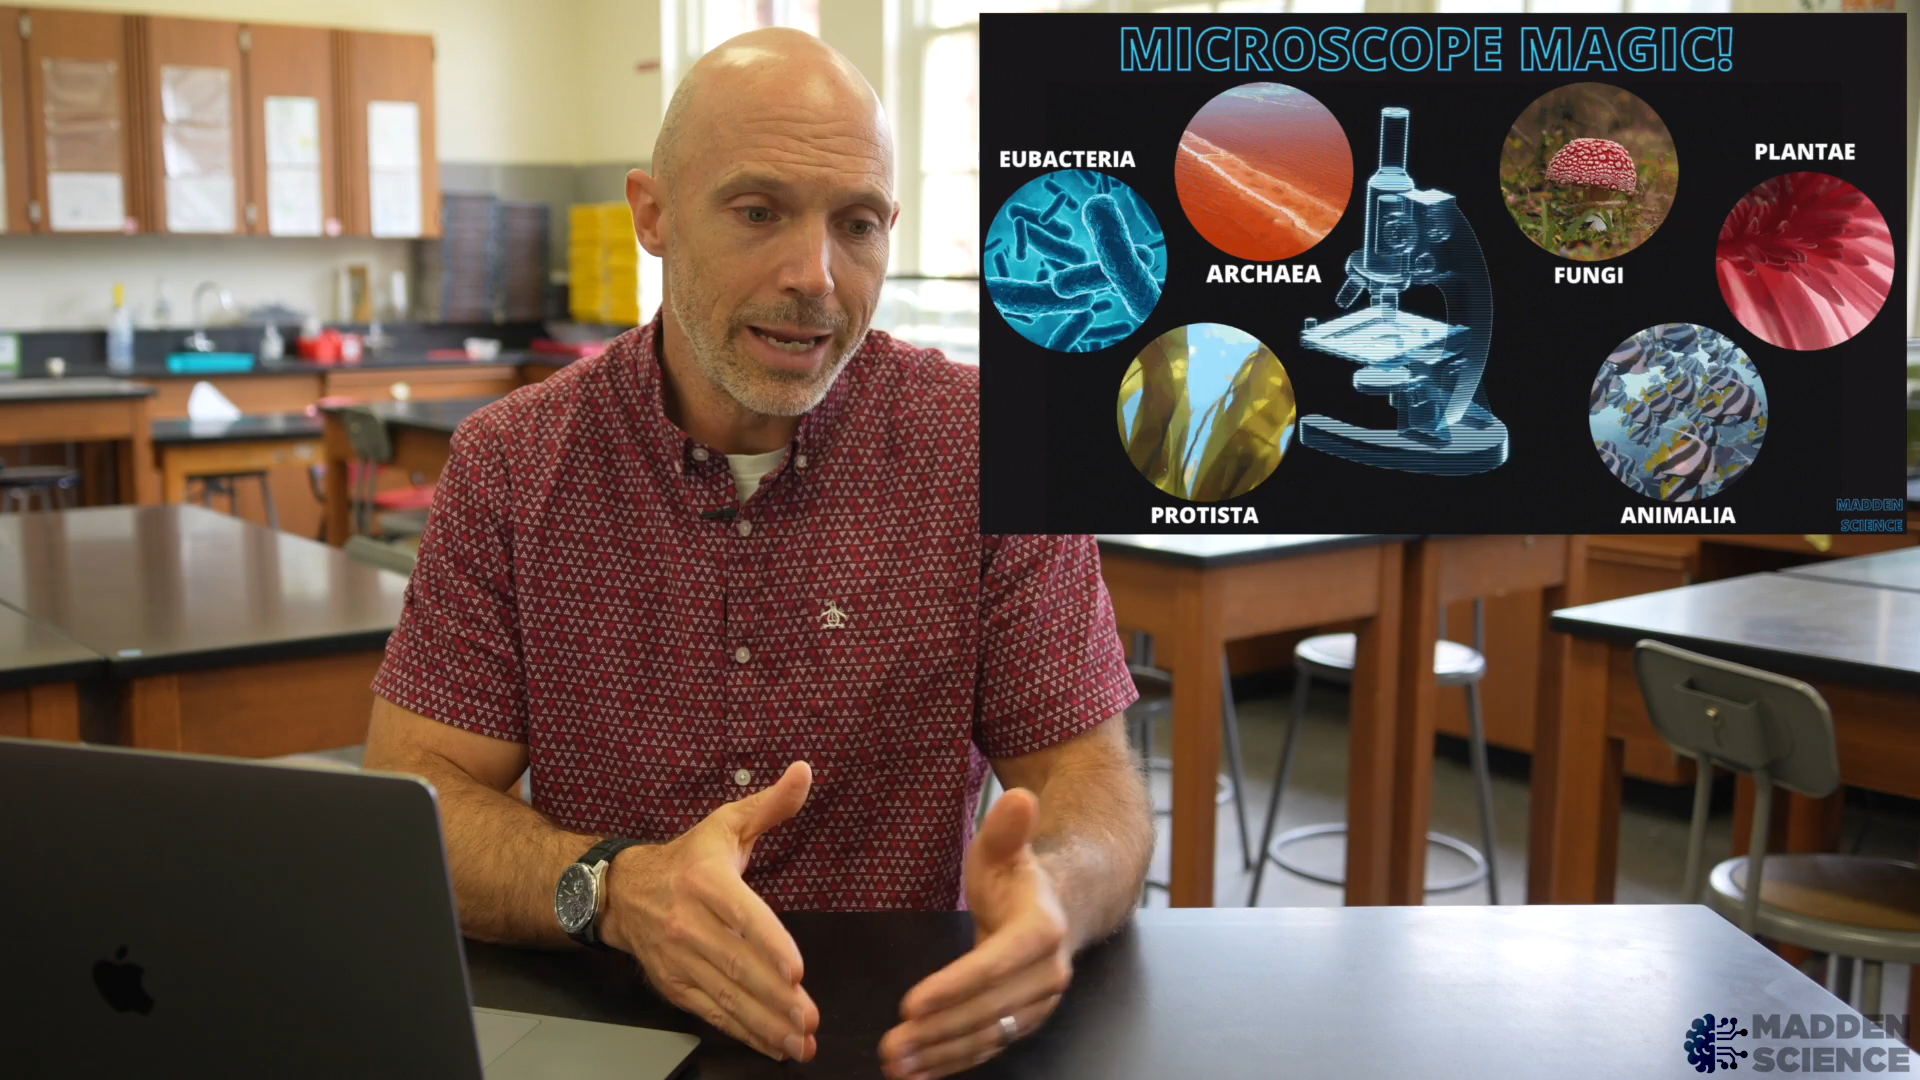 MICROSCOPE MAGIC!
EUBACTERIA
ARCHAEA
FUNGI
PLANTAE
PROTISTA
ANIMALIA
MADDEN
SCIENCE
MADDEN
SCIENCE